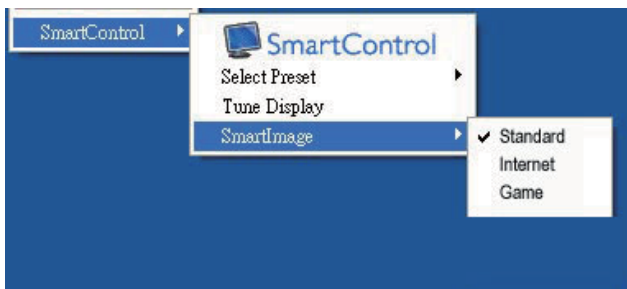 SmartControl
SmartControl
Select Preset
Tune Display
SmartImage
Standard
Internet
Game